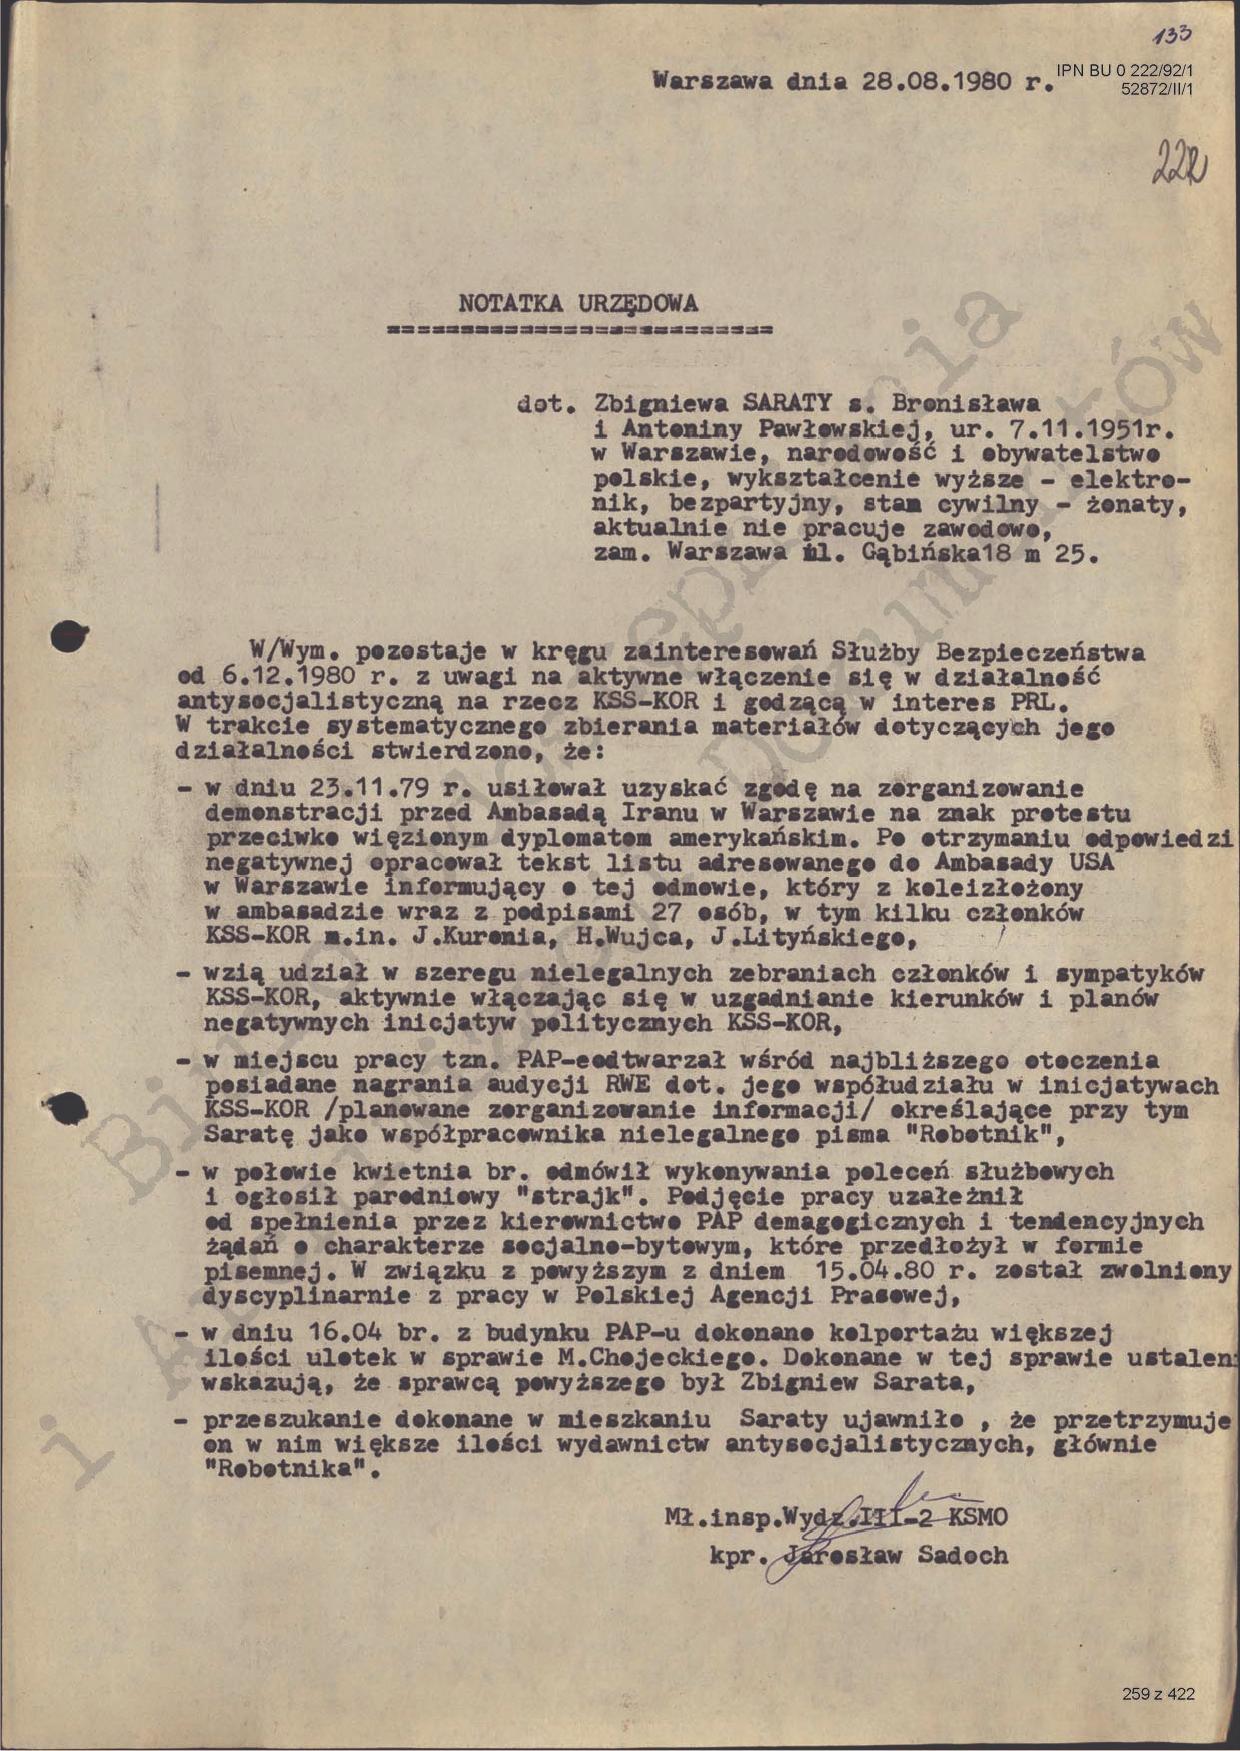 133
IPN BU 0 222/92/1
52872/II/1
Warszawa dnia 28.08.1980 r.
222
NOTATKA URZĘDOWA
==========================
dot. Zbigniewa SARATY s. Bronisława
i Antoniny Pawłowskiej, ur. 7.11.1951r.
w Warszawie, narodowość i obywatelstwo
polskie, wykształcenie wyższe - elektro-
nik, bezpartyjny, stan cywilny - żonaty,
aktualnie nie pracuje zawodowo,
zam. Warszawa ul. Gąbińska18 m 25.
W/Wym. pozostaje w kręgu zainteresowań Służby Bezpieczeństwa
od 6.12.1980 r. z uwagi na aktywne włączenie się w działalność
antysocjalistyczną na rzecz KSS-KOR i godzącą w interes PRL.
W trakcie systematycznego zbierania materiałów dotyczących jego
działalności stwierdzono, że:
- w dniu 23.11.79 r. usiłował uzyskać zgodę na zorganizowanie
demonstracji przed Ambasadą Iranu w Warszawie na znak protestu
przeciwko więzionym dyplomatom amerykańskim. Po otrzymaniu odpowiedzi
negatywnej opracował tekst listu adresowanego do Ambasady USA
w Warszawie informujący o tej odmowie, który z koleizłożony
w ambasadzie wraz z podpisami 27 osób, w tym kilku członków
KSS-KOR m.in. J.Kuronia, H.Wujca, J.Lityńskiego,
- wzią udział w szeregu nielegalnych zebraniach członków i sympatyków
KSS-KOR, aktywnie włączając się w uzgadnianie kierunków i planów
negatywnych inicjatyw politycznych KSS-KOR,
- w miejscu pracy tzn. PAP-eodtwarzał wśród najbliższego otoczenia
posiadane nagrania audycji RWE dot. jego współudziału w inicjatywach
KSS-KOR /planowane zorganizowanie informacji/ określające przy tym
Saratę jako współpracownika nielegalnego pisma "Robotnik",
- w połowie kwietnia br. odmówił wykonywania poleceń służbowych
i ogłosił parodniowy "strajk". Podjęcie pracy uzależnił
od spełnienia przez kierownictwo PAP demagogicznych i tendencyjnych
żądań o charakterze socjalno-bytowym, które przedłożył w formie
pisemnej. W związku z powyższym z dniem 15.04.80 r. został zwolniony
dyscyplinarnie z pracy w Polskiej Agencji Prasowej,
- w dniu 16.04 br. z budynku PAP-u dokonano kolportażu większej
ilości ulotek w sprawie M.Chojeckiego. Dokonane w tej sprawie ustaleni
wskazują, że sprawcą powyższego był Zbigniew Sarata,
- przeszukanie dokonane w mieszkaniu Saraty ujawniło , że przetrzymuje
on w nim większe ilości wydawnictw antysocjalistycznych, głównie
"Robotnika".
Mł.insp.Wydz.III-2 KSMO
kpr. Jarosław Sadoch
259 z 422